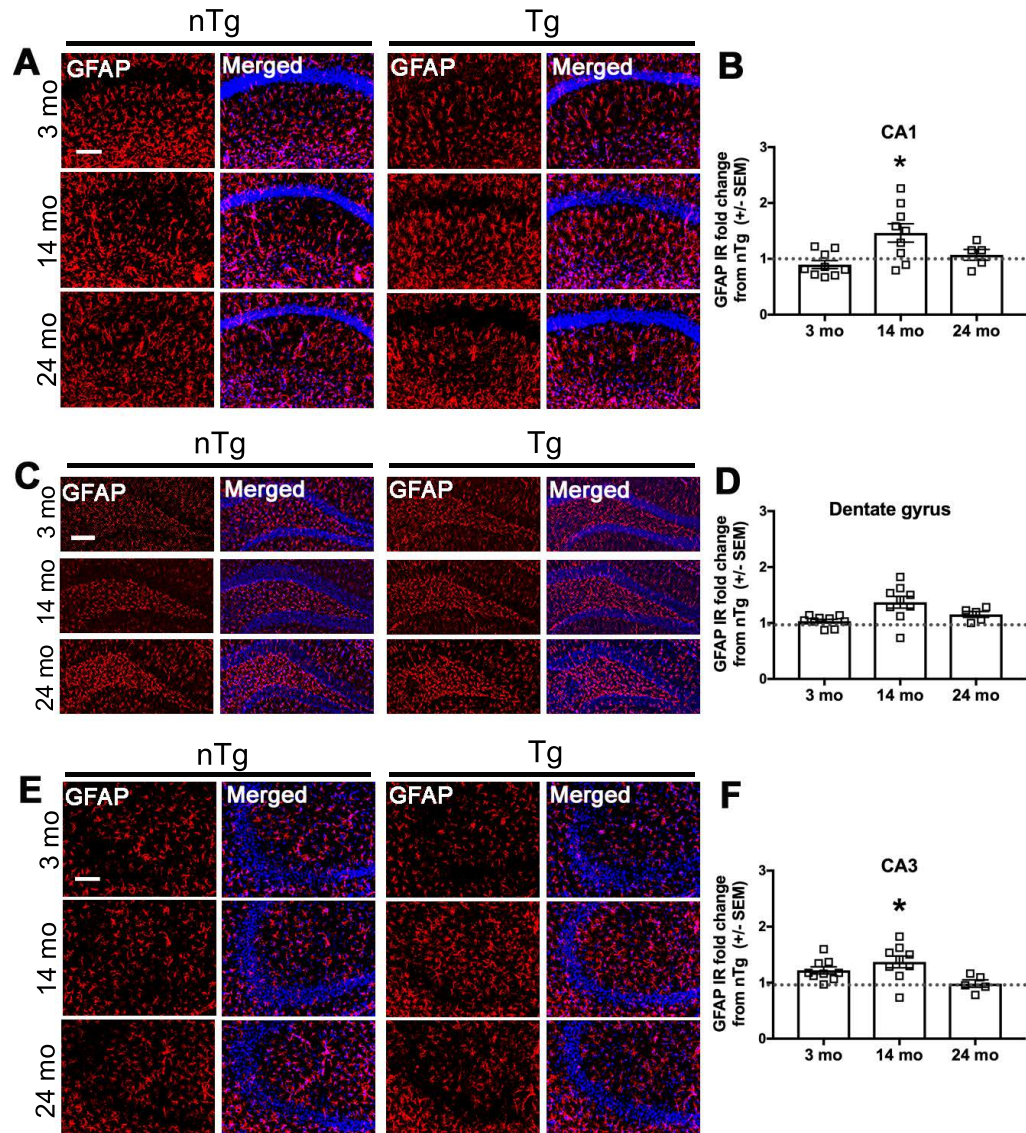 nTg
Tg
A
GFAP
Merged
GFAP
Merged
3 mo
14 mo
24 mo
B
CA1
*
GFAP IR fold change
from nTg (+/- SEM)
3
2
1
0
3 mo
14 mo
24 mo
nTg
Tg
C
GFAP
Merged
GFAP
Merged
3 mo
14 mo
24 mo
D
Dentate gyrus
GFAP IR fold change
from nTg (+/- SEM)
3
2
1
0
3 mo
14 mo
24 mo
nTg
Tg
E
GFAP
Merged
GFAP
Merged
3 mo
14 mo
24 mo
F
CA3
*
GFAP IR fold change
from nTg (+/- SEM)
3
2
1
0
3 mo
14 mo
24 mo